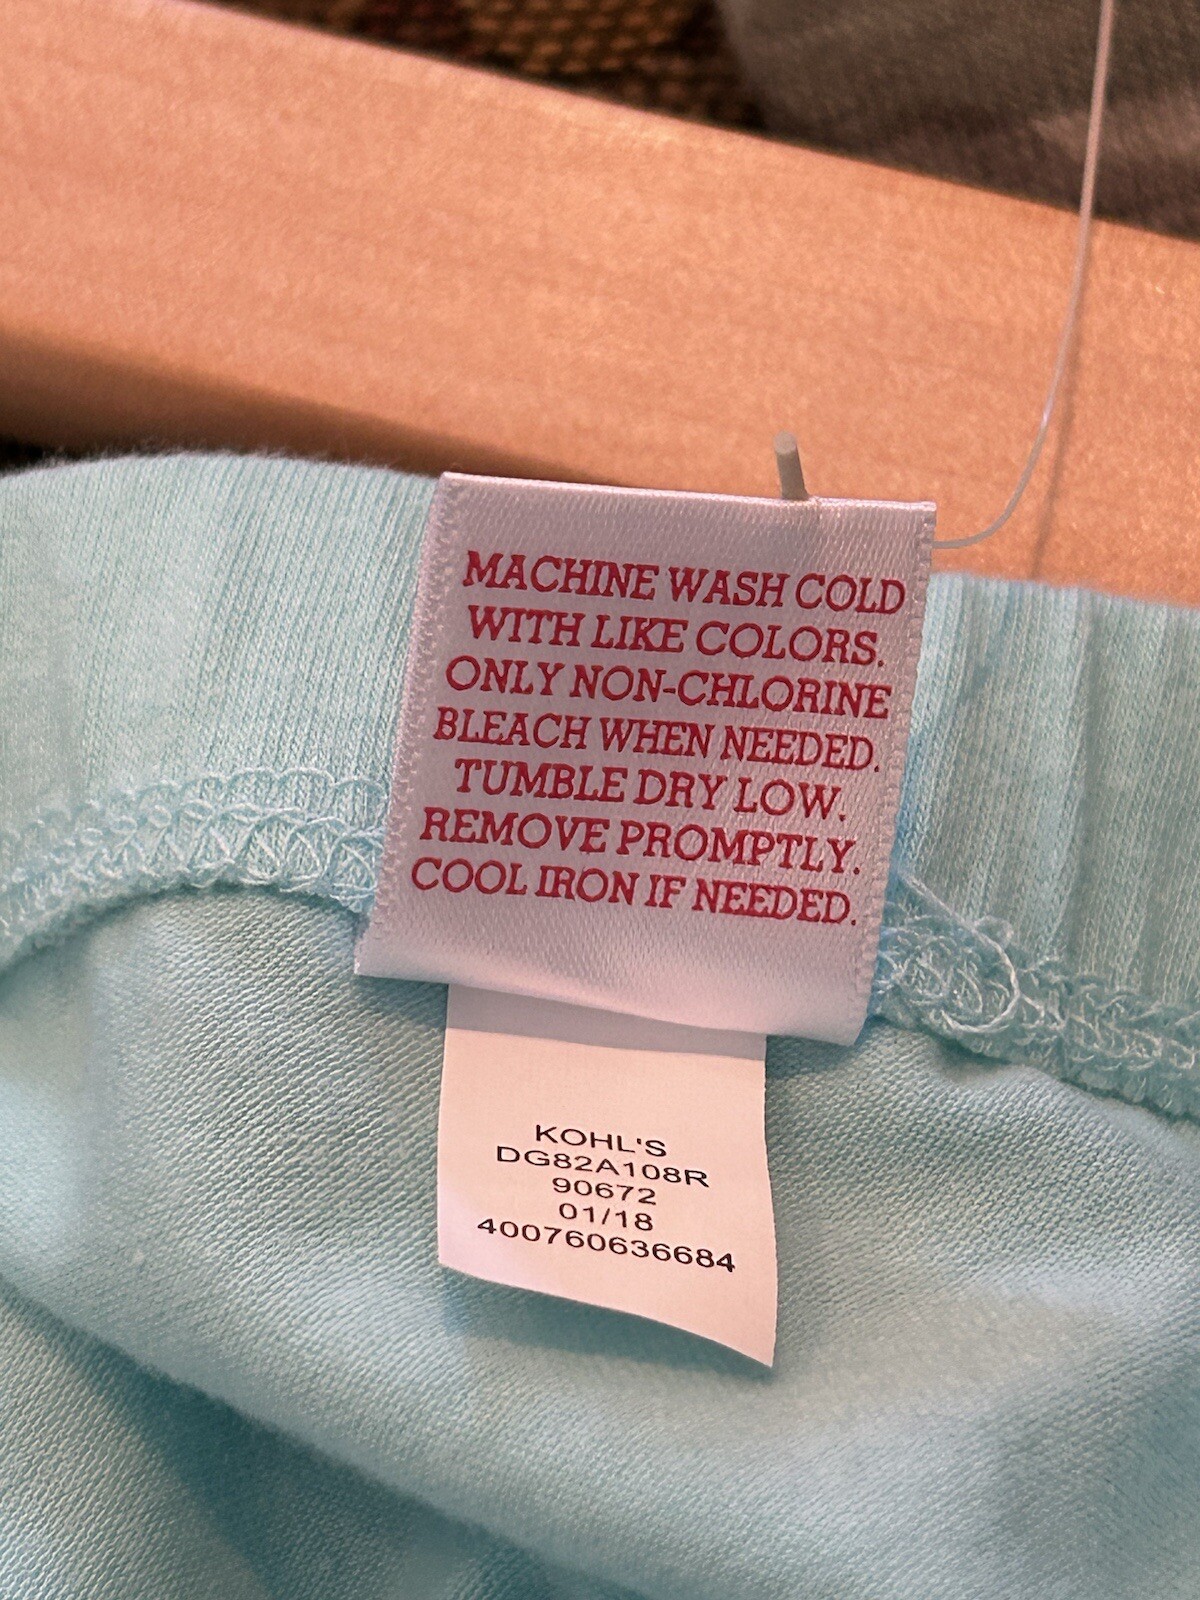 MACHINE WASH COLD
WITH LIKE COLORS.
ONLY NON-CHLORINE
BLEACH WHEN NEEDED.
TUMBLE DRY LOW.
REMOVE PROMPTLY.
COOL IRON IF NEEDED.
KOHL'S
DG82A108R
90672
01/18
400760636684